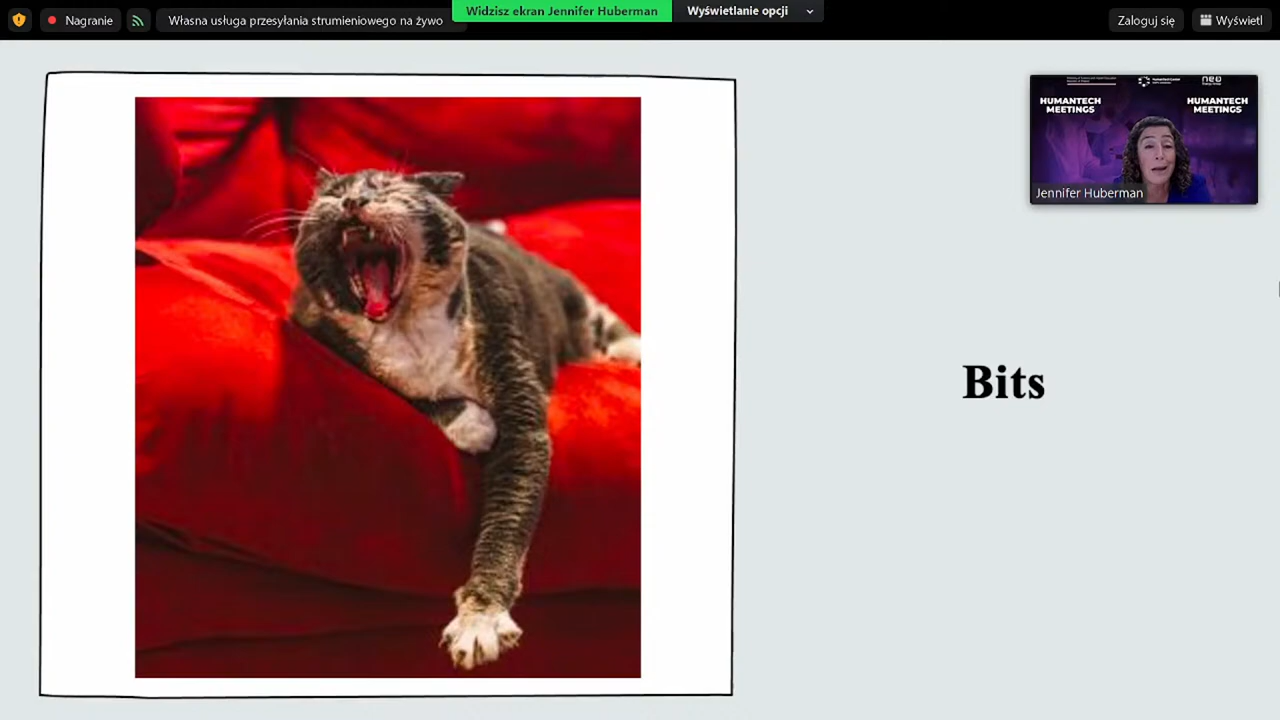 Nagranie
Własna usługa przesyłania strumieniowego na żywo
Widzisz ekran Jennifer Huberman
Wyświetlanie opcji
Zaloguj się
Wyświetl
HUMANTECH
MEETINGS
HUMANTECH
MEETINGS
Jennifer Huberman
Bits